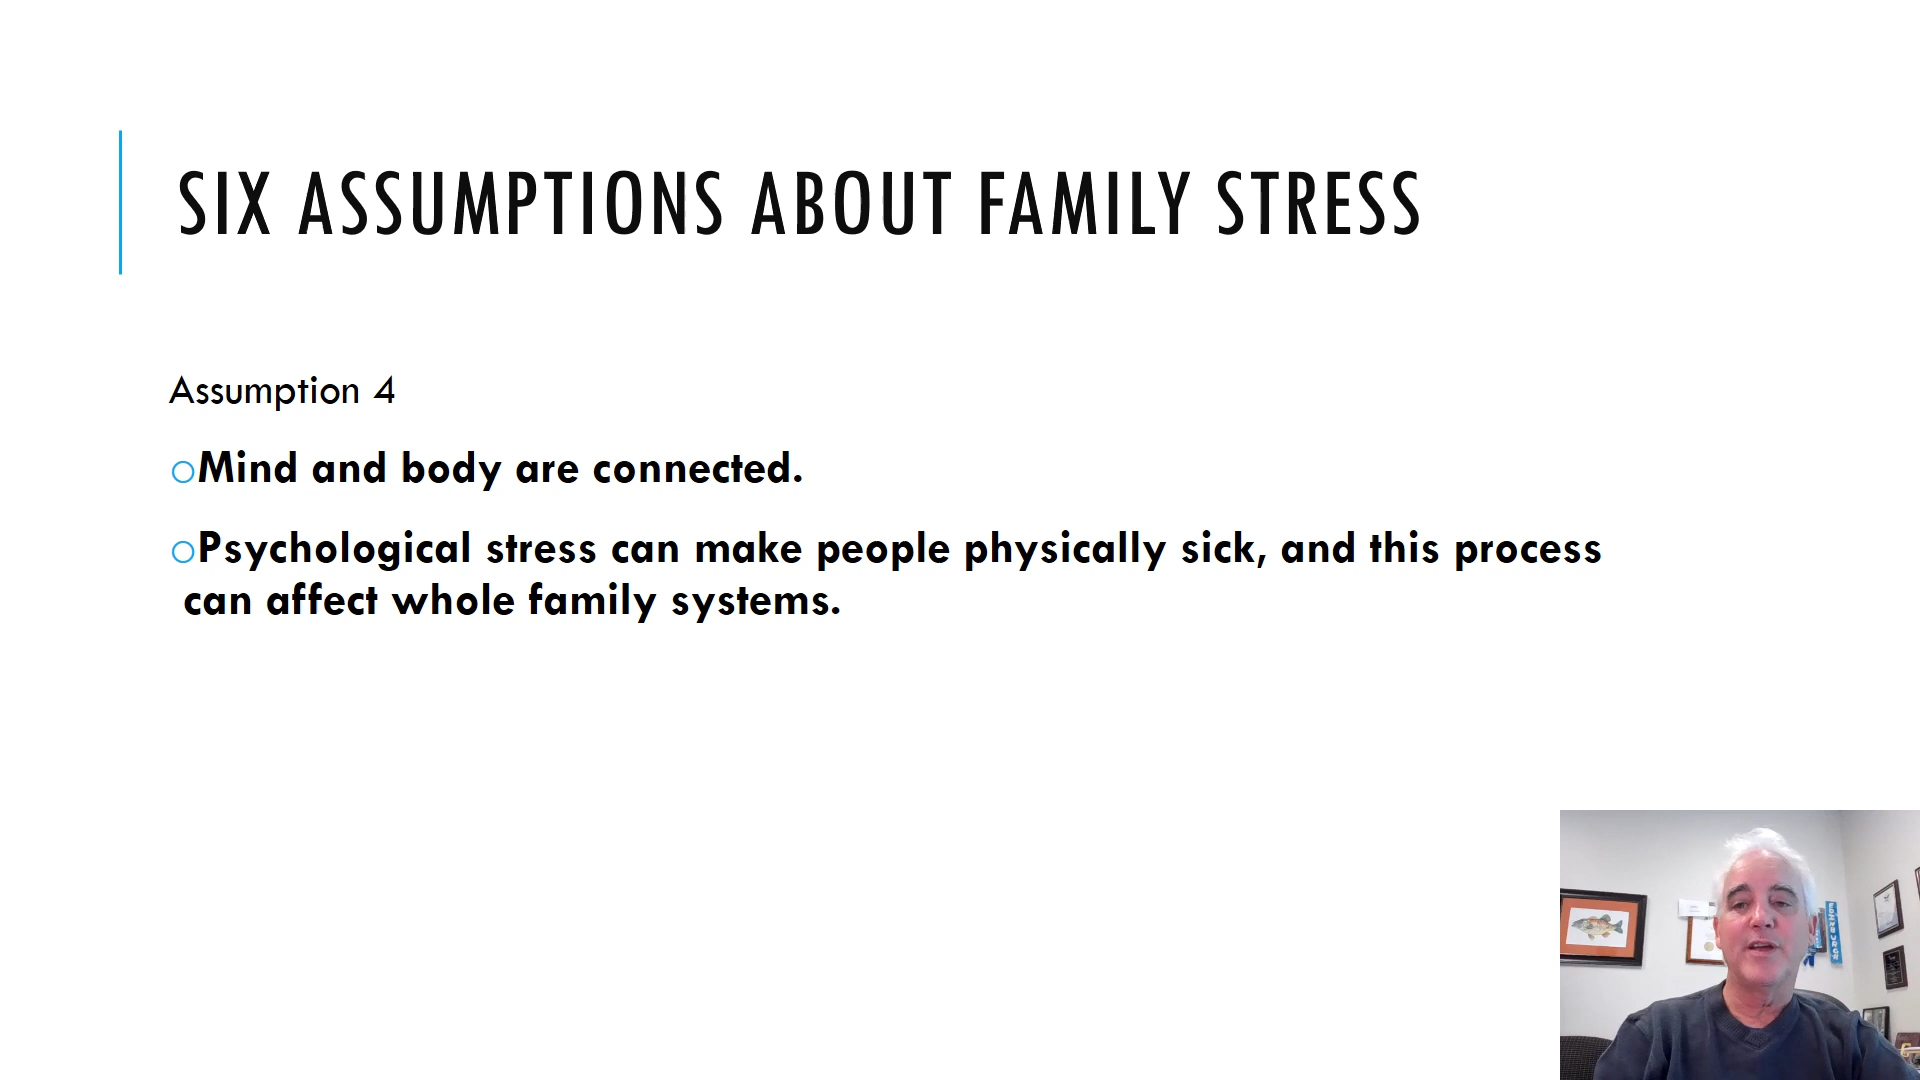 SIX ASSUMPTIONS ABOUT FAMILY STRESS
Assumption 4
Mind and body are connected.
Psychological stress can make people physically sick, and this process
can affect whole family systems.